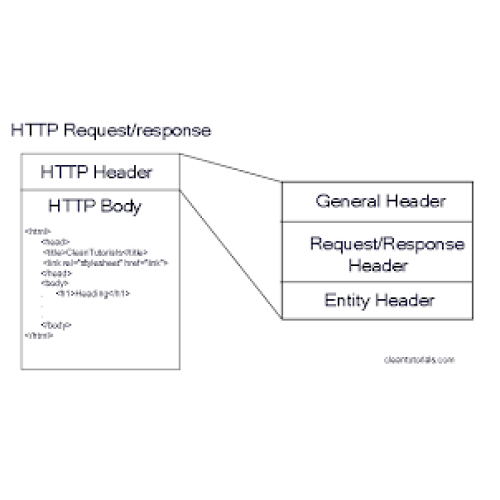 HTTP Request/response
HTTP Header
HTTP Body
<html>
<head>
<title>CleanTutorials</title>
<link rel="stylesheet" href="link">
</head>
<body>
. <h1>Heading</h1>
.
.
</body>
</html>
General Header
Request/Response
Header
Entity Header
cleantutorials.com